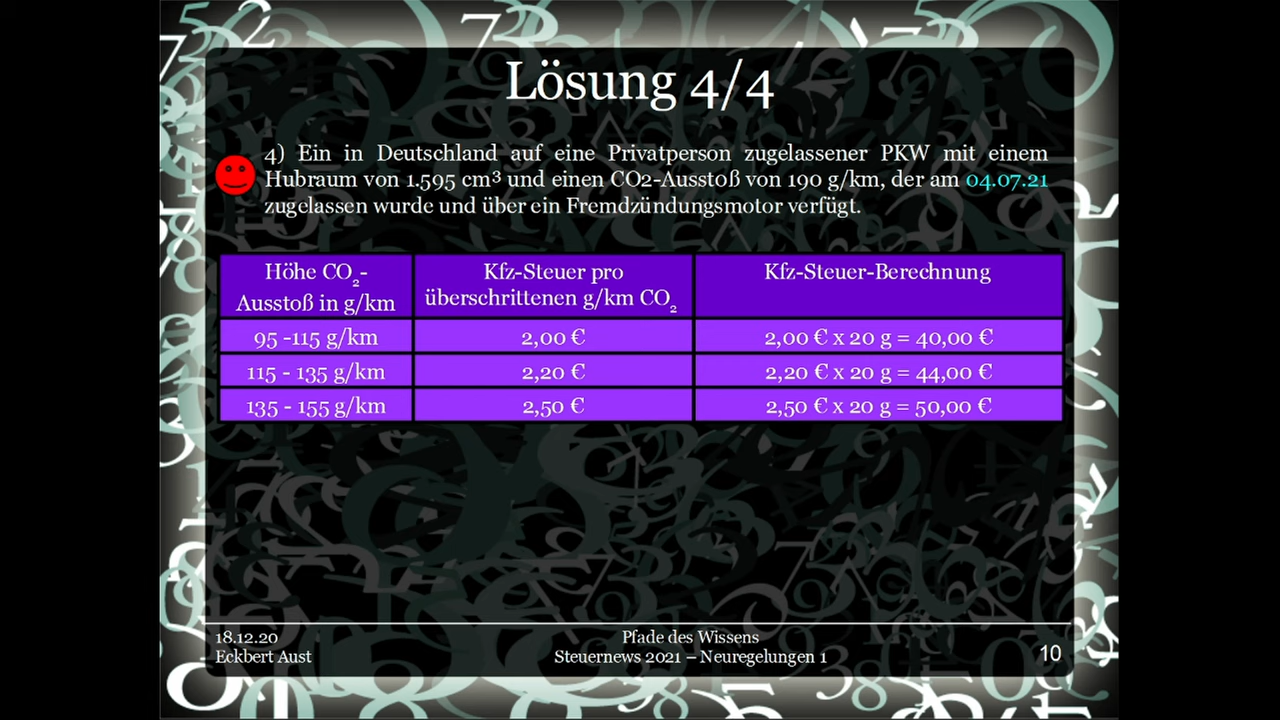 Lösung 4/4
4) Ein in Deutschland auf eine Privatperson zugelassener PKW mit einem
Hubraum von 1.595 cm³ und einen CO2-Ausstoß von 190 g/km, der am 04.07.21
zugelassen wurde und über ein Fremdzündungsmotor verfügt.
Höhe CO₂-
Ausstoß in g/km
Kfz-Steuer pro
überschrittenen g/km CO₂
Kfz-Steuer-Berechnung
95 -115 g/km
2,00 €
2,00 € x 20 g = 40,00 €
115 - 135 g/km
2,20 €
2,20 € x 20 g = 44,00 €
135 - 155 g/km
2,50 €
2,50 € x 20 g = 50,00 €
18.12.20
Eckbert Aust
Pfade des Wissens
Steuernews 2021 – Neuregelungen 1
10